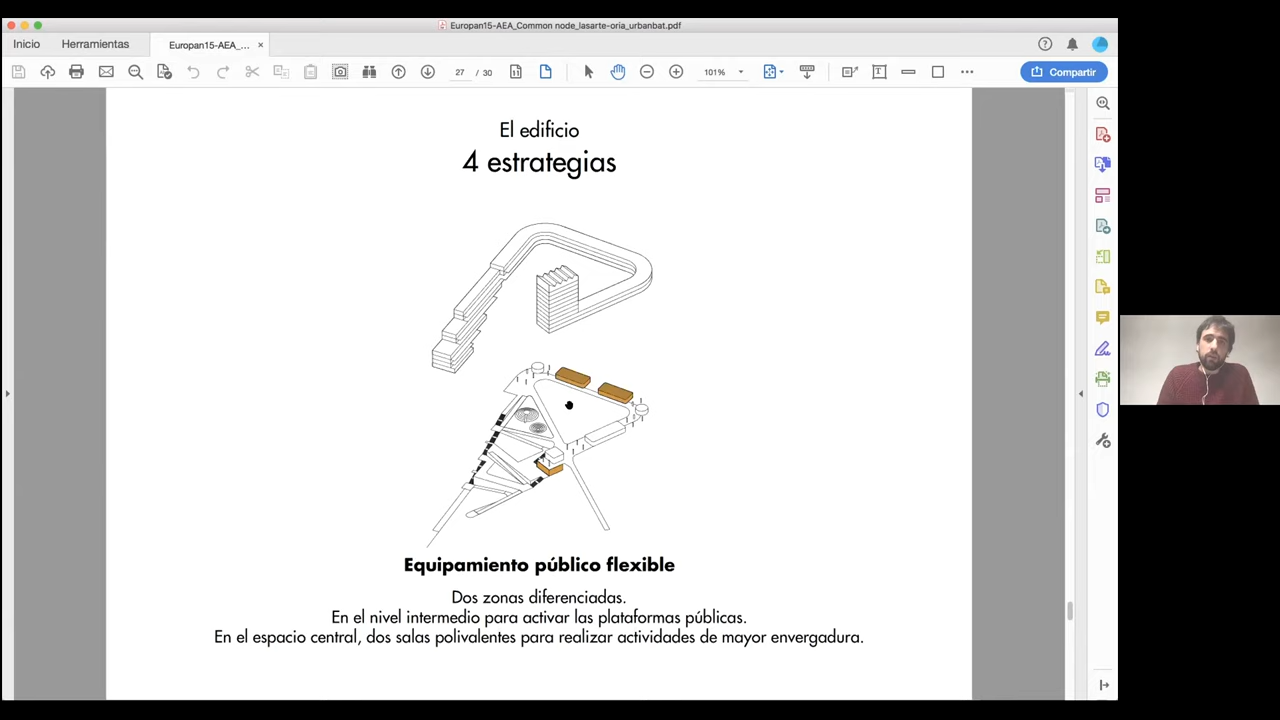 Europan15-AEA_Common node_lasarte-oria_urbanbat.pdf
Inicio
Herramientas
Europan15-AEA_...
27 / 30
101%
Compartir
El edificio
4 estrategias
Equipamiento público flexible
Dos zonas diferenciadas.
En el nivel intermedio para activar las plataformas públicas.
En el espacio central, dos salas polivalentes para realizar actividades de mayor envergadura.